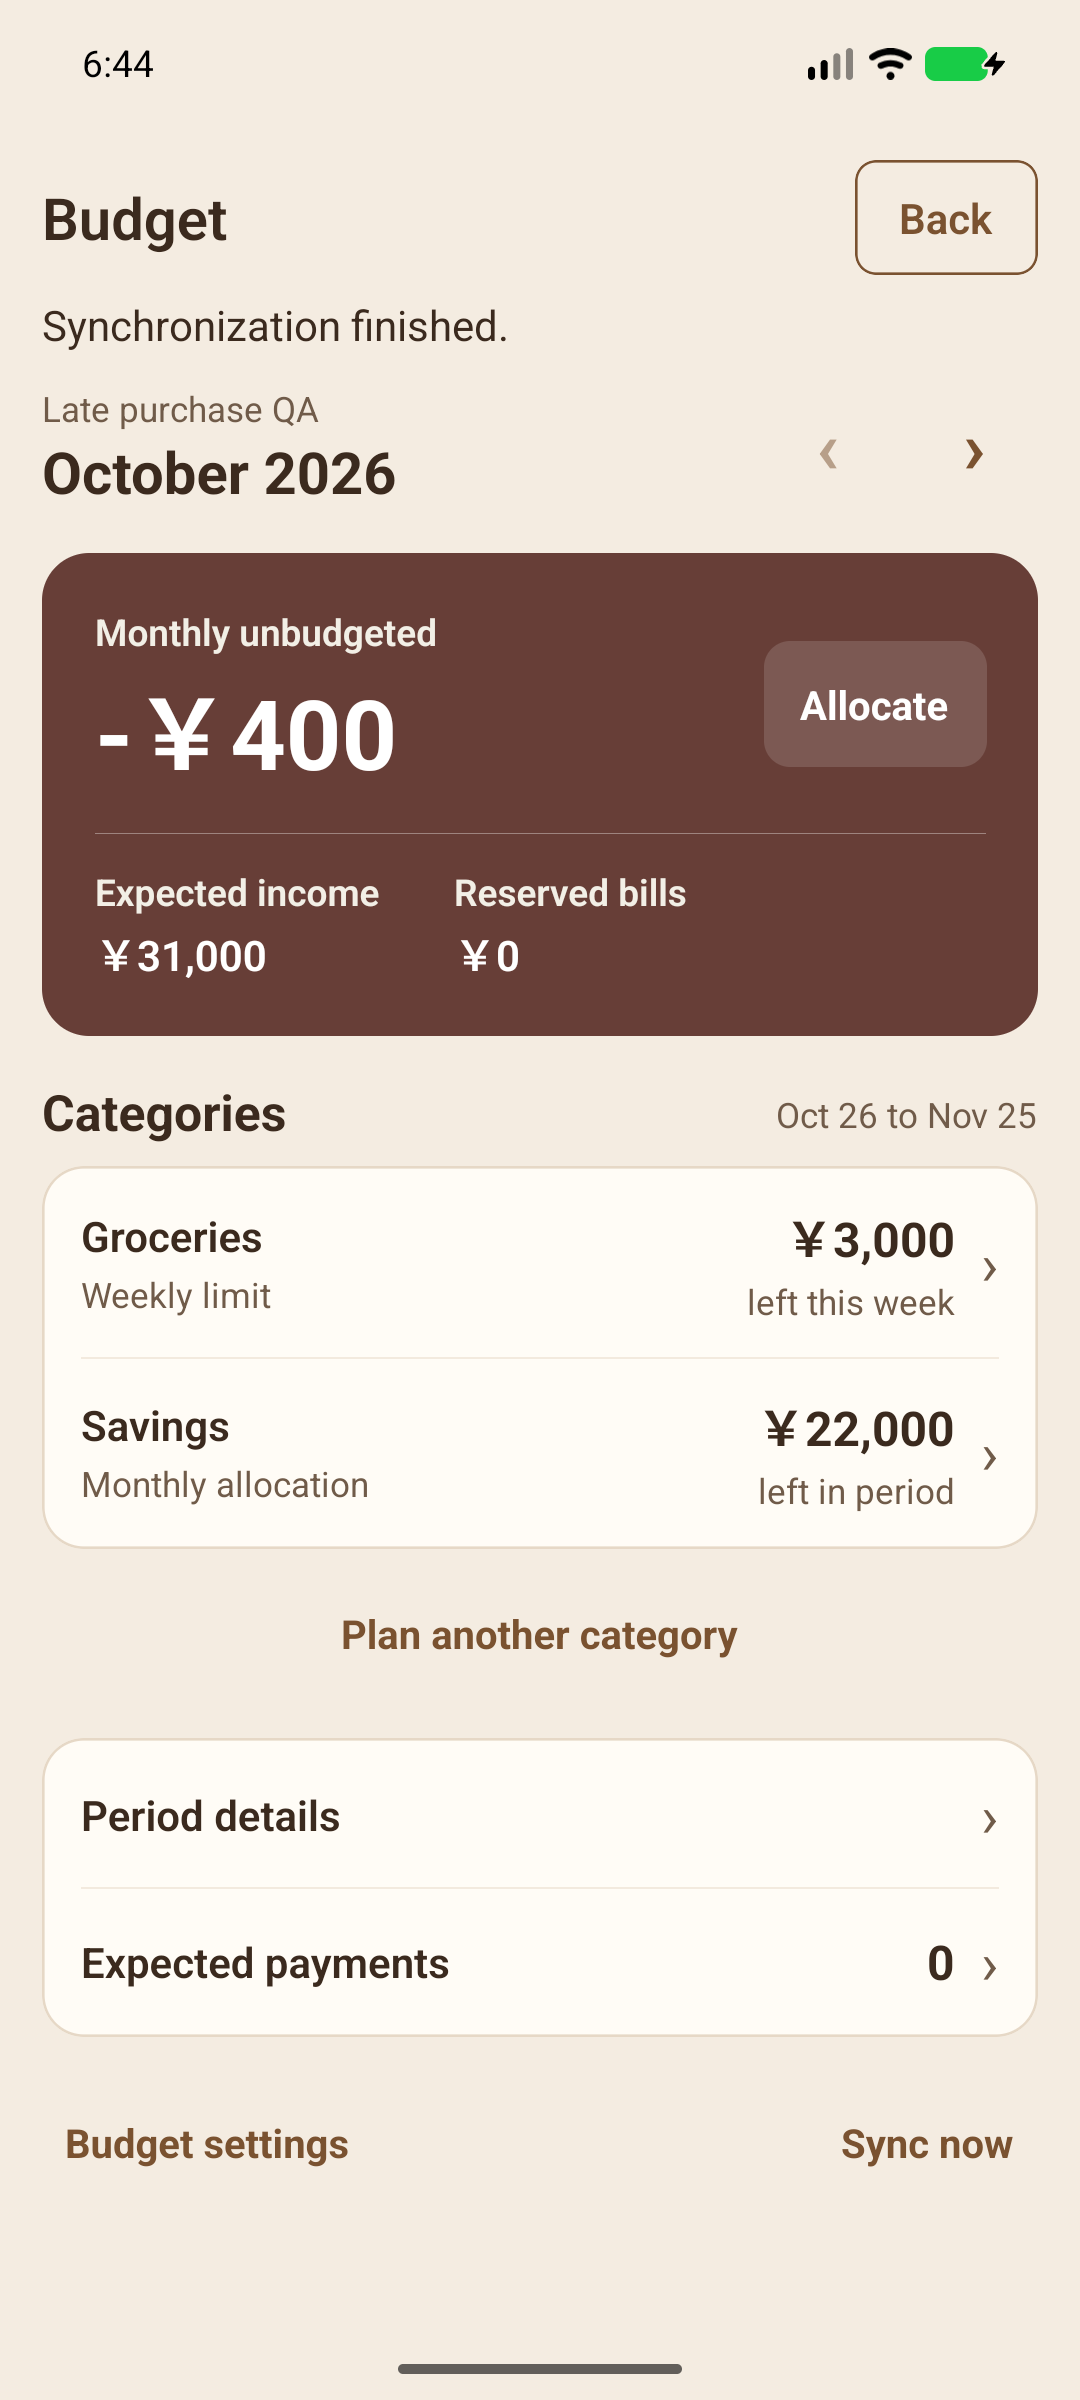 6:44
Budget
Back
Synchronization finished.
Late purchase QA
October 2026
‹ ›
Monthly unbudgeted
-￥400
Allocate
Expected income
Reserved bills
￥31,000
￥0
Categories
Oct 26 to Nov 25
Groceries
￥3,000
Weekly limit
left this week
›
Savings
￥22,000
Monthly allocation
left in period
›
Plan another category
Period details ›
Expected payments 0 ›
Budget settings
Sync now